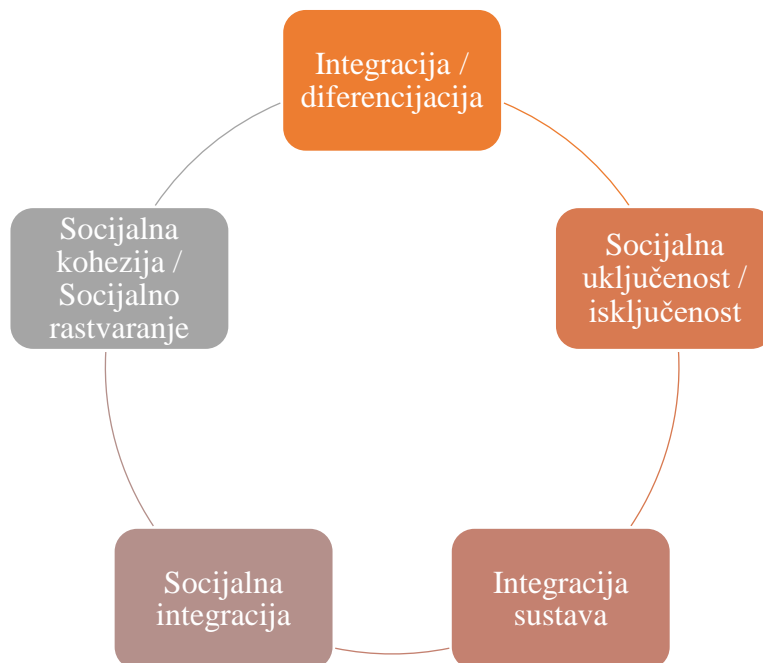 Integracija /
diferencijacija
Socijalna
uključenost /
isključenost
Integracija
sustava
Socijalna
integracija
Socijalna
kohezija /
Socijalno
rastvaranje